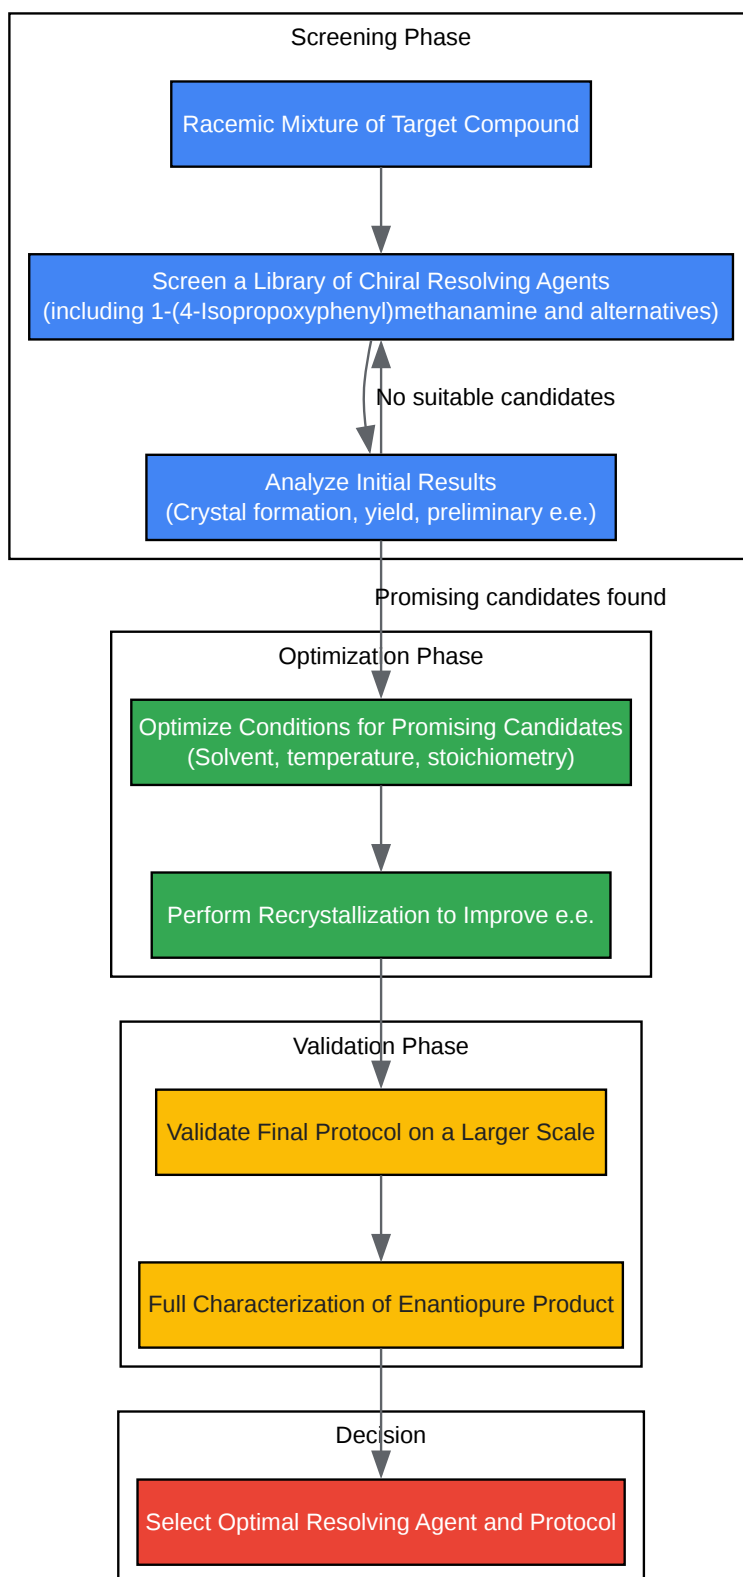 Screening Phase
Racemic Mixture of Target Compound
Screen a Library of Chiral Resolving Agents
(including 1-(4-Isopropoxyphenyl)methanamine and alternatives)
No suitable candidates
Analyze Initial Results
(Crystal formation, yield, preliminary e.e.)
Promising candidates found
Optimization Phase
Optimize Conditions for Promising Candidates
(Solvent, temperature, stoichiometry)
Perform Recrystallization to Improve e.e.
Validation Phase
Validate Final Protocol on a Larger Scale
Full Characterization of Enantiopure Product
Decision
Select Optimal Resolving Agent and Protocol